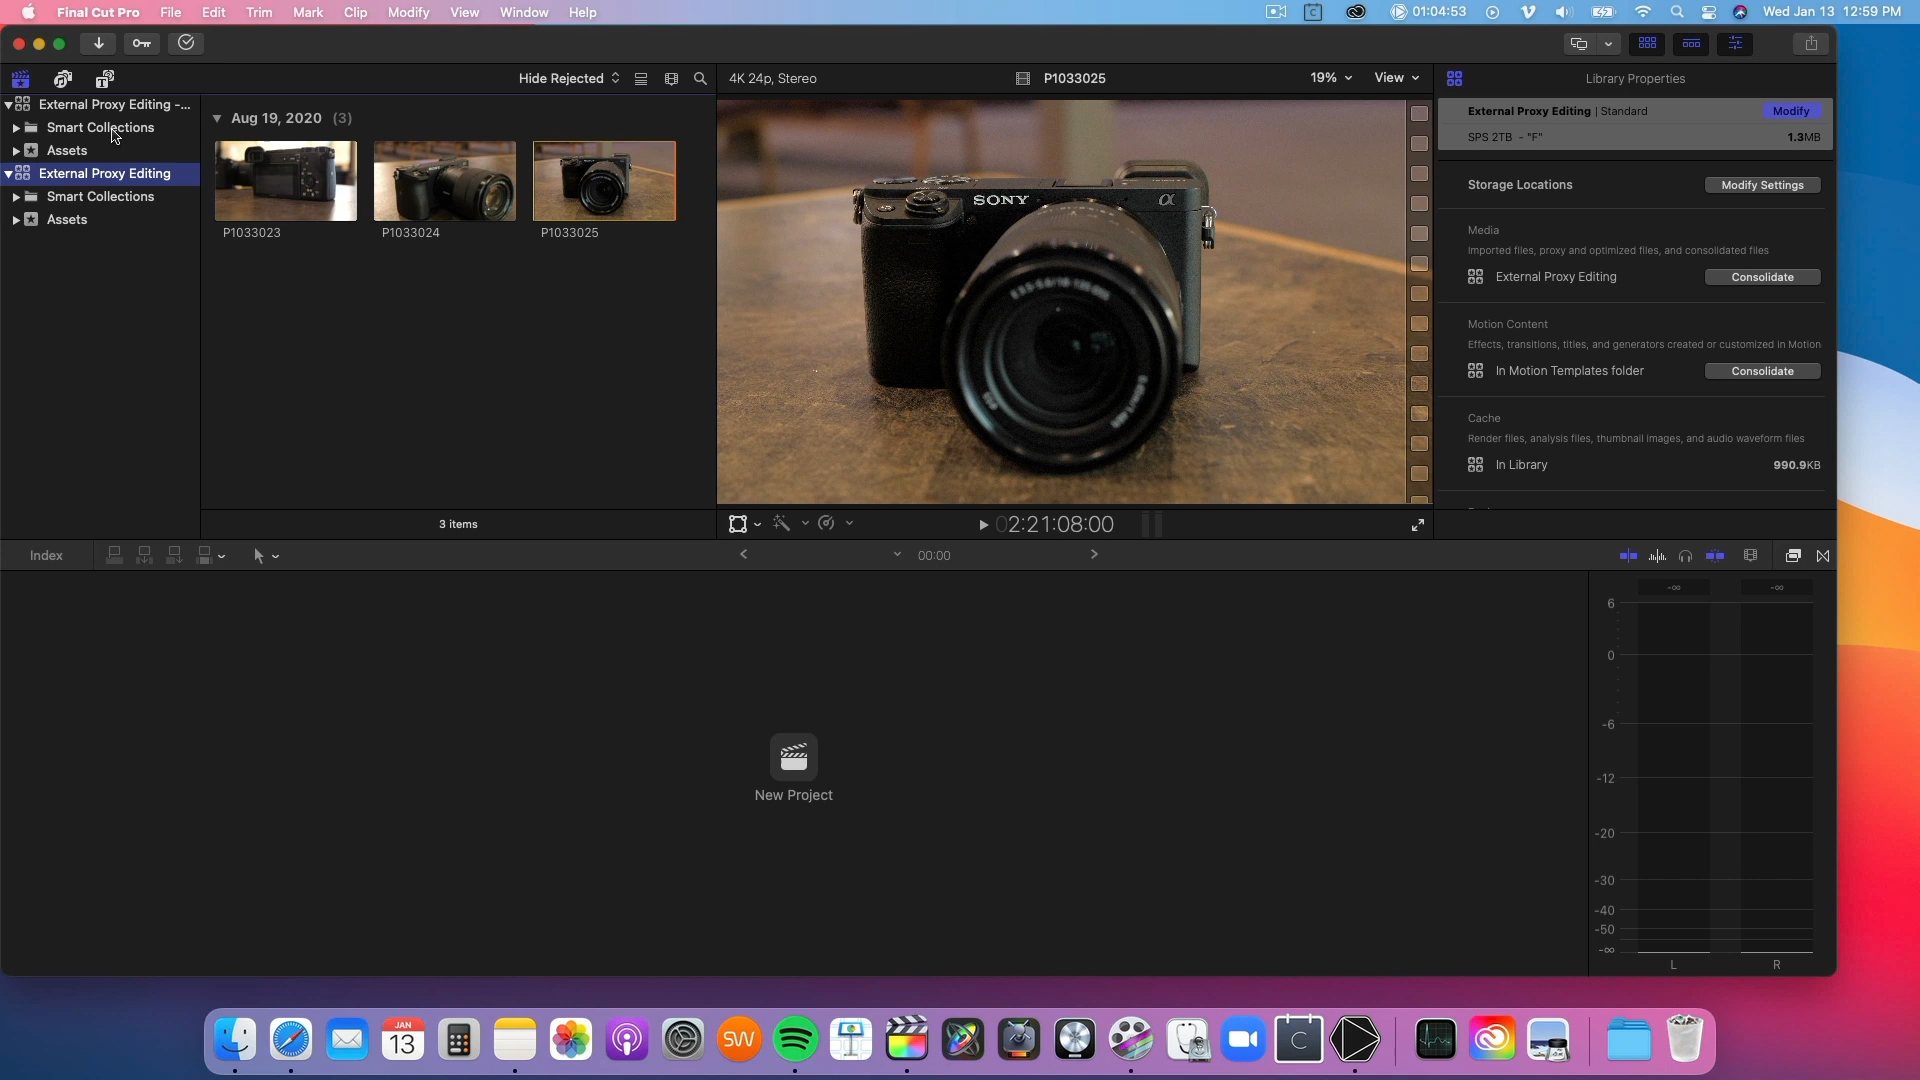 Final Cut Pro File Edit Trim Mark Clip Modify View Window Help
01:04:53 Wed Jan 13 12:59 PM
Hide Rejected
4K 24p, Stereo
P1033025
19%
View
Library Properties
External Proxy Editing -...
Smart Collections
Assets
External Proxy Editing
Smart Collections
Assets
Aug 19, 2020 (3)
P1033023
P1033024
P1033025
3 items
SONY
α
02:21:08:00
External Proxy Editing | Standard
Modify
SPS 2TB - "F"
1.3MB
Storage Locations
Modify Settings
Media
Imported files, proxy and optimized files, and consolidated files
External Proxy Editing
Consolidate
Motion Content
Effects, transitions, titles, and generators created or customized in Motion
In Motion Templates folder
Consolidate
Cache
Render files, analysis files, thumbnail images, and audio waveform files
In Library
990.9KB
Index
00:00
New Project
-∞
-∞
6
0
-6
-12
-20
-30
-40
-50
-∞
L
R
JAN
13
SW
C